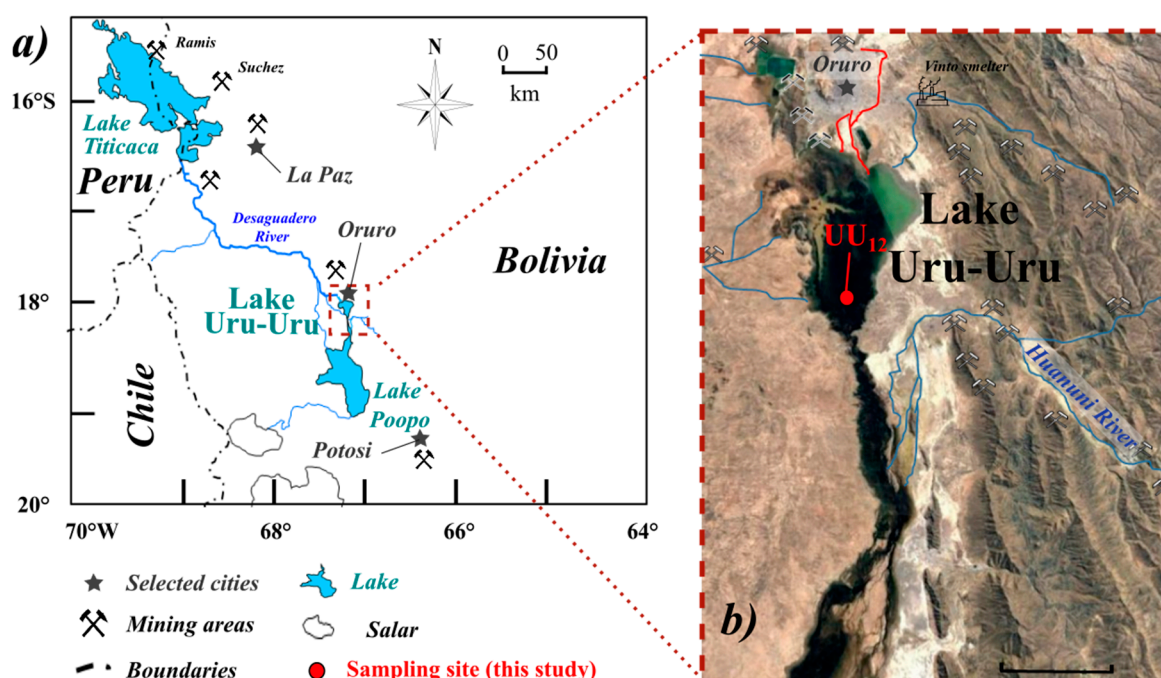 a)
Ramis
Suchez
N
0 50
km
16°S
Lake
Titicaca
La Paz
Peru
Desaguadero
River
Oruro
Bolivia
18°
Lake
Uru-Uru
Chile
Lake
Poopo
Potosi
20°
70°W
68°
66°
64°
Selected cities
Lake
Mining areas
Salar
Boundaries
Sampling site (this study)
Oruro
Vinto smelter
Lake
Uru-Uru
UU12
Huanuni River
b)